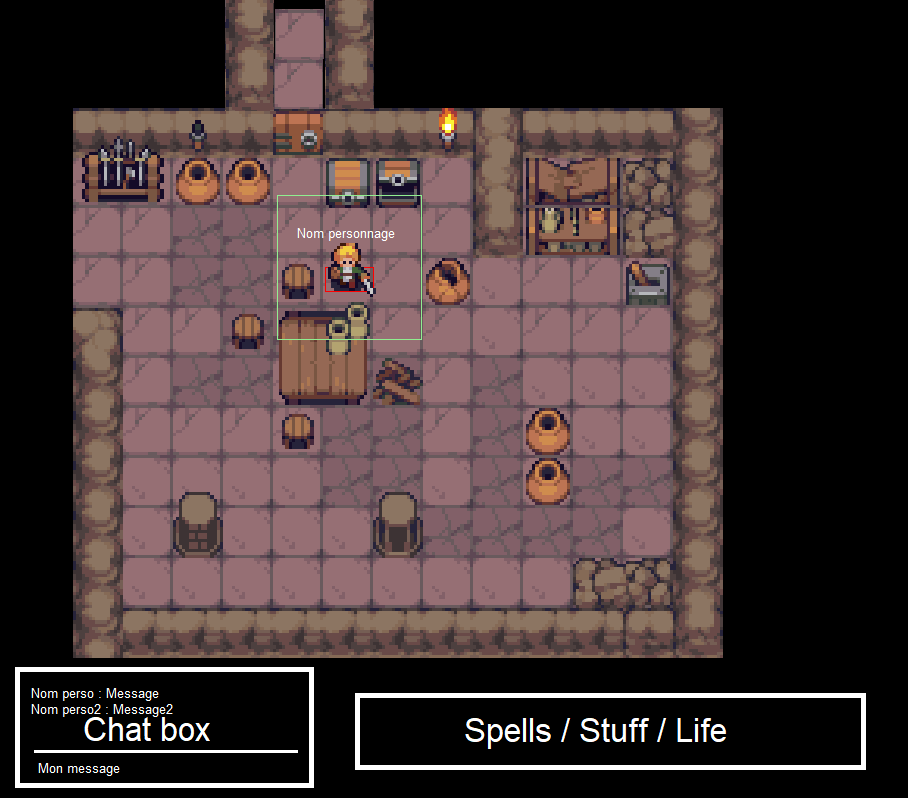 Nom personnage
Nom perso : Message
Nom perso2 : Message2
Chat box
Mon message
Spells / Stuff / Life